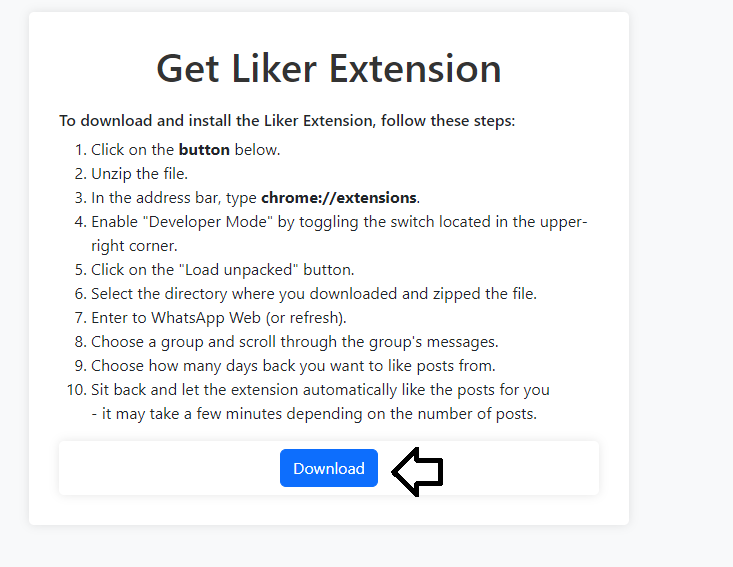 Get Liker Extension
To download and install the Liker Extension, follow these steps:
1. Click on the button below.
2. Unzip the file.
3. In the address bar, type chrome://extensions.
4. Enable "Developer Mode" by toggling the switch located in the upper-
right corner.
5. Click on the "Load unpacked" button.
6. Select the directory where you downloaded and zipped the file.
7. Enter to WhatsApp Web (or refresh).
8. Choose a group and scroll through the group's messages.
9. Choose how many days back you want to like posts from.
10. Sit back and let the extension automatically like the posts for you
- it may take a few minutes depending on the number of posts.
Download